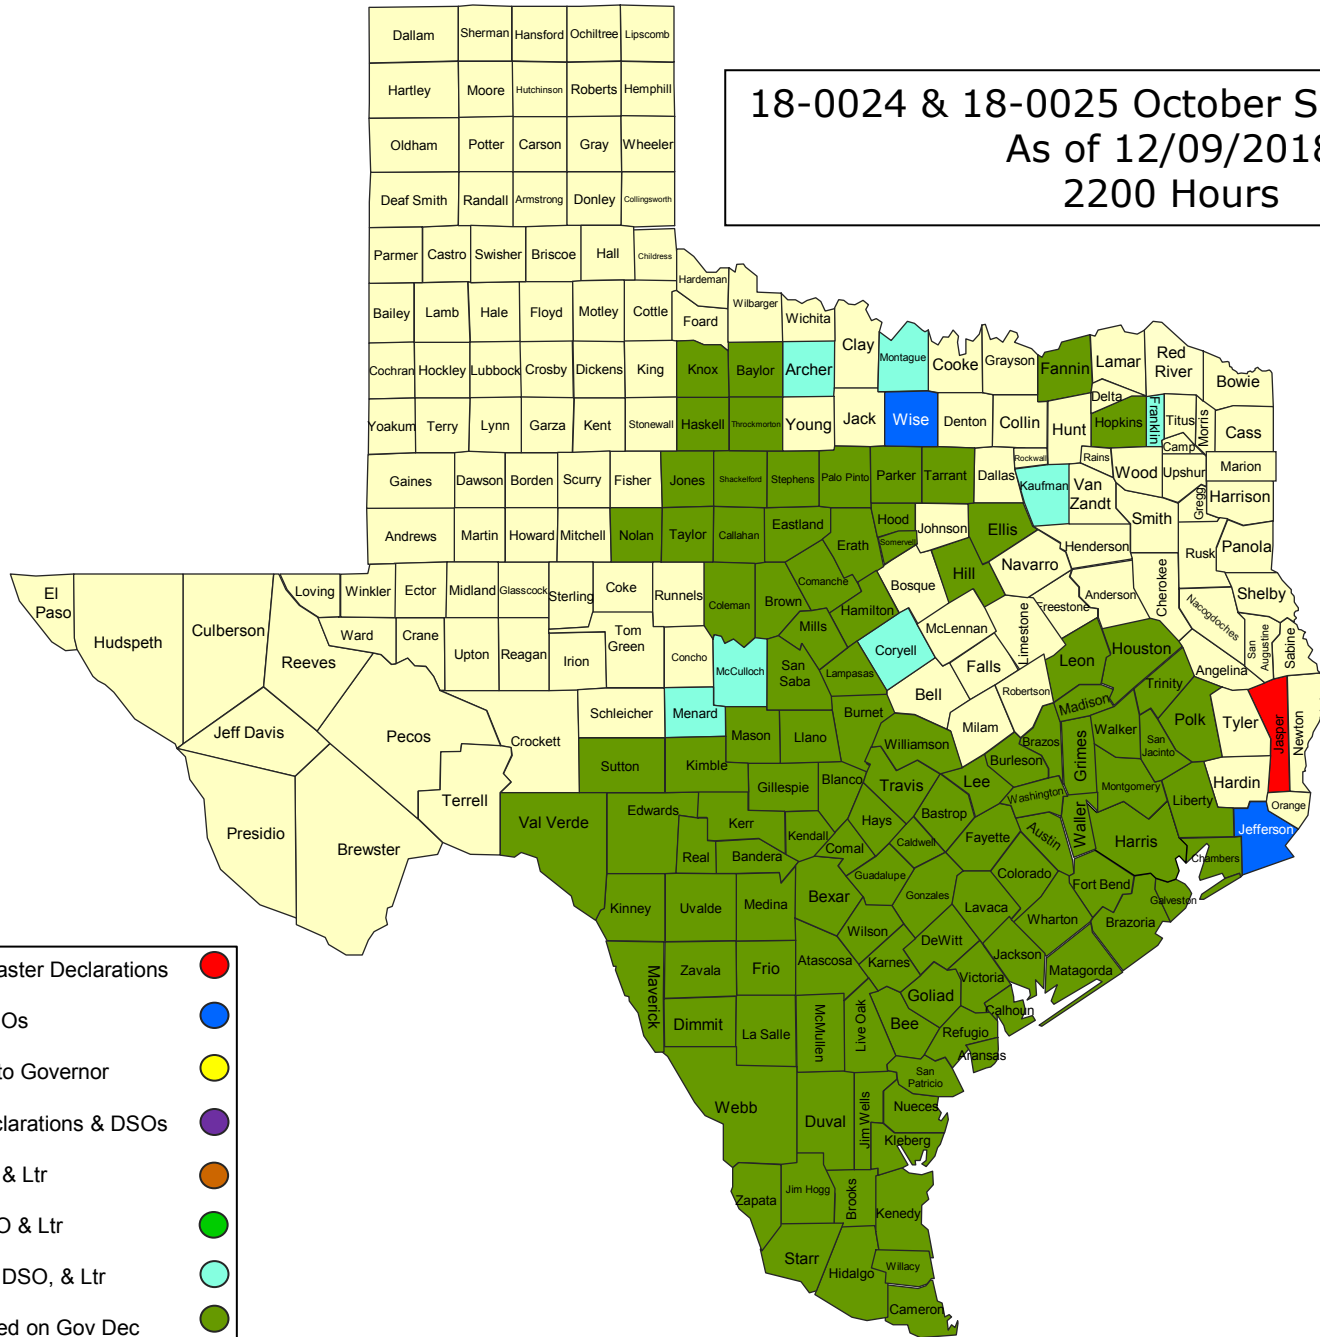 18-0024 & 18-0025 October S
As of 12/09/2018
2200 Hours
Dallam Sherman Hansford Ochiltree Lipscomb
Hartley Moore Hutchinson Roberts Hemphill
Oldham Potter Carson Gray Wheeler
Deaf Smith Randall Armstrong Donley Collingsworth
Parmer Castro Swisher Briscoe Hall Childress
Hardeman
Bailey Lamb Hale Floyd Motley Cottle Foard Wilbarger Wichita
Clay Montague Cooke Grayson Fannin Lamar Red River Bowie
Cochran Hockley Lubbock Crosby Dickens King Knox Baylor Archer
Delta Franklin Titus Morris Cass
Yoakum Terry Lynn Garza Kent Stonewall Haskell Throckmorton Young Jack Wise Denton Collin Hunt Hopkins
Camp Rockwall Rains Wood Upshur Marion
Gaines Dawson Borden Scurry Fisher Jones Shackelford Stephens Palo Pinto Parker Tarrant Dallas Kaufman Van Zandt Gregg Harrison
Andrews Martin Howard Mitchell Nolan Taylor Callahan Eastland Hood Johnson Ellis Smith
Erath Somervell Henderson Rusk Panola
El Paso Hudspeth Culberson Loving Winkler Ector Midland Glasscock Sterling Coke Runnels Coleman Brown Comanche Bosque Hill Navarro
Anderson Cherokee Shelby
Hamilton Freestone Nacogdoches
Reeves Ward Crane Upton Reagan Irion Tom Green Concho McCulloch San Saba Mills Lampasas Coryell McLennan Falls Limestone
San Augustine Sabine
Leon Houston Angelina
Trinity
Bell Robertson Madison
Jeff Davis Pecos Crockett Schleicher Menard Mason Llano Burnet Williamson Milam Brazos Grimes Walker San Jacinto Polk Tyler Jasper Newton
Sutton Kimble Burleson
Terrell Gillespie Blanco Travis Lee Washington Montgomery Liberty Hardin Orange
Presidio Brewster Val Verde Edwards Kerr Kendall Hays Bastrop Austin Waller Harris Jefferson
Real Bandera Comal Caldwell Fayette Chambers
Guadalupe Colorado Fort Bend
Kinney Uvalde Medina Bexar Gonzales Lavaca Wharton Brazoria Galveston
Wilson DeWitt
Maverick Zavala Frio Atascosa Karnes Jackson Matagorda
Goliad Victoria
Dimmit La Salle McMullen Live Oak Bee Refugio Calhoun
Aransas
San Patricio
Webb Duval Jim Wells Nueces
Kleberg
Zapata Jim Hogg Brooks Kenedy
Starr Hidalgo Willacy
Cameron
aster Declarations
Os
to Governor
clarations & DSOs
& Ltr
O & Ltr
DSO, & Ltr
ed on Gov Dec